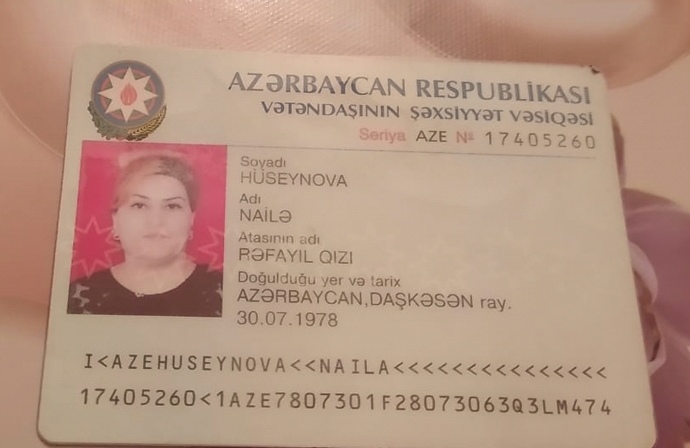 AZƏRBAYCAN RESPUBLİKASI
VƏTƏNDAŞININ ŞƏXSİYYƏT VƏSİQƏSİ
Seriya AZE № 17405260
Soyadı
HÜSEYNOVA
Adı
NAİLƏ
Atasının adı
RƏFAYIL QIZI
Doğulduğu yer və tarix
AZƏRBAYCAN,DAŞKƏSƏN ray.
30.07.1978
I<AZEHUSEYNOVA<<NAILA<<<<<<<<<<<<<<<
17405260<1AZE7807301F28073063Q3LM474